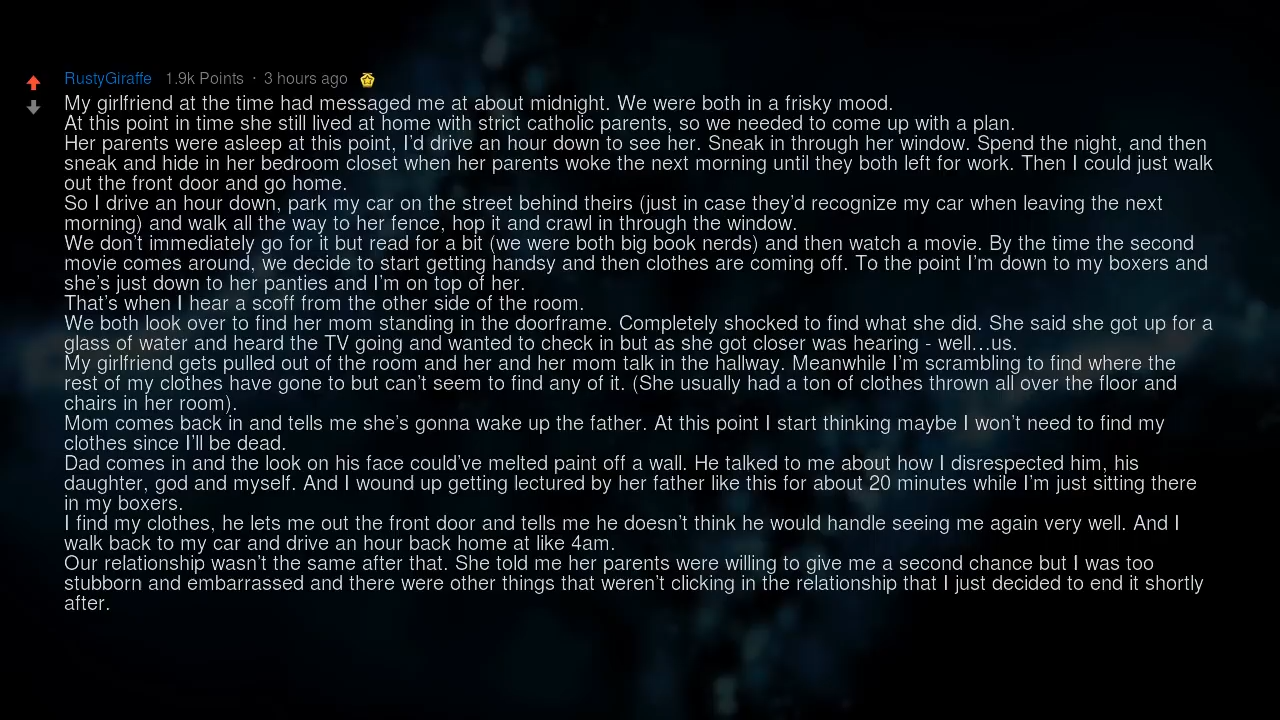 RustyGiraffe 1.9k Points · 3 hours ago
My girlfriend at the time had messaged me at about midnight. We were both in a frisky mood.
At this point in time she still lived at home with strict catholic parents, so we needed to come up with a plan.
Her parents were asleep at this point, I'd drive an hour down to see her. Sneak in through her window. Spend the night, and then
sneak and hide in her bedroom closet when her parents woke the next morning until they both left for work. Then I could just walk
out the front door and go home.
So I drive an hour down, park my car on the street behind theirs (just in case they'd recognize my car when leaving the next
morning) and walk all the way to her fence, hop it and crawl in through the window.
We don't immediately go for it but read for a bit (we were both big book nerds) and then watch a movie. By the time the second
movie comes around, we decide to start getting handsy and then clothes are coming off. To the point I'm down to my boxers and
she's just down to her panties and I'm on top of her.
That's when I hear a scoff from the other side of the room.
We both look over to find her mom standing in the doorframe. Completely shocked to find what she did. She said she got up for a
glass of water and heard the TV going and wanted to check in but as she got closer was hearing - well...us.
My girlfriend gets pulled out of the room and her and her mom talk in the hallway. Meanwhile I'm scrambling to find where the
rest of my clothes have gone to but can't seem to find any of it. (She usually had a ton of clothes thrown all over the floor and
chairs in her room).
Mom comes back in and tells me she's gonna wake up the father. At this point I start thinking maybe I won't need to find my
clothes since I'll be dead.
Dad comes in and the look on his face could've melted paint off a wall. He talked to me about how I disrespected him, his
daughter, god and myself. And I wound up getting lectured by her father like this for about 20 minutes while I'm just sitting there
in my boxers.
I find my clothes, he lets me out the front door and tells me he doesn't think he would handle seeing me again very well. And I
walk back to my car and drive an hour back home at like 4am.
Our relationship wasn't the same after that. She told me her parents were willing to give me a second chance but I was too
stubborn and embarrassed and there were other things that weren't clicking in the relationship that I just decided to end it shortly
after.